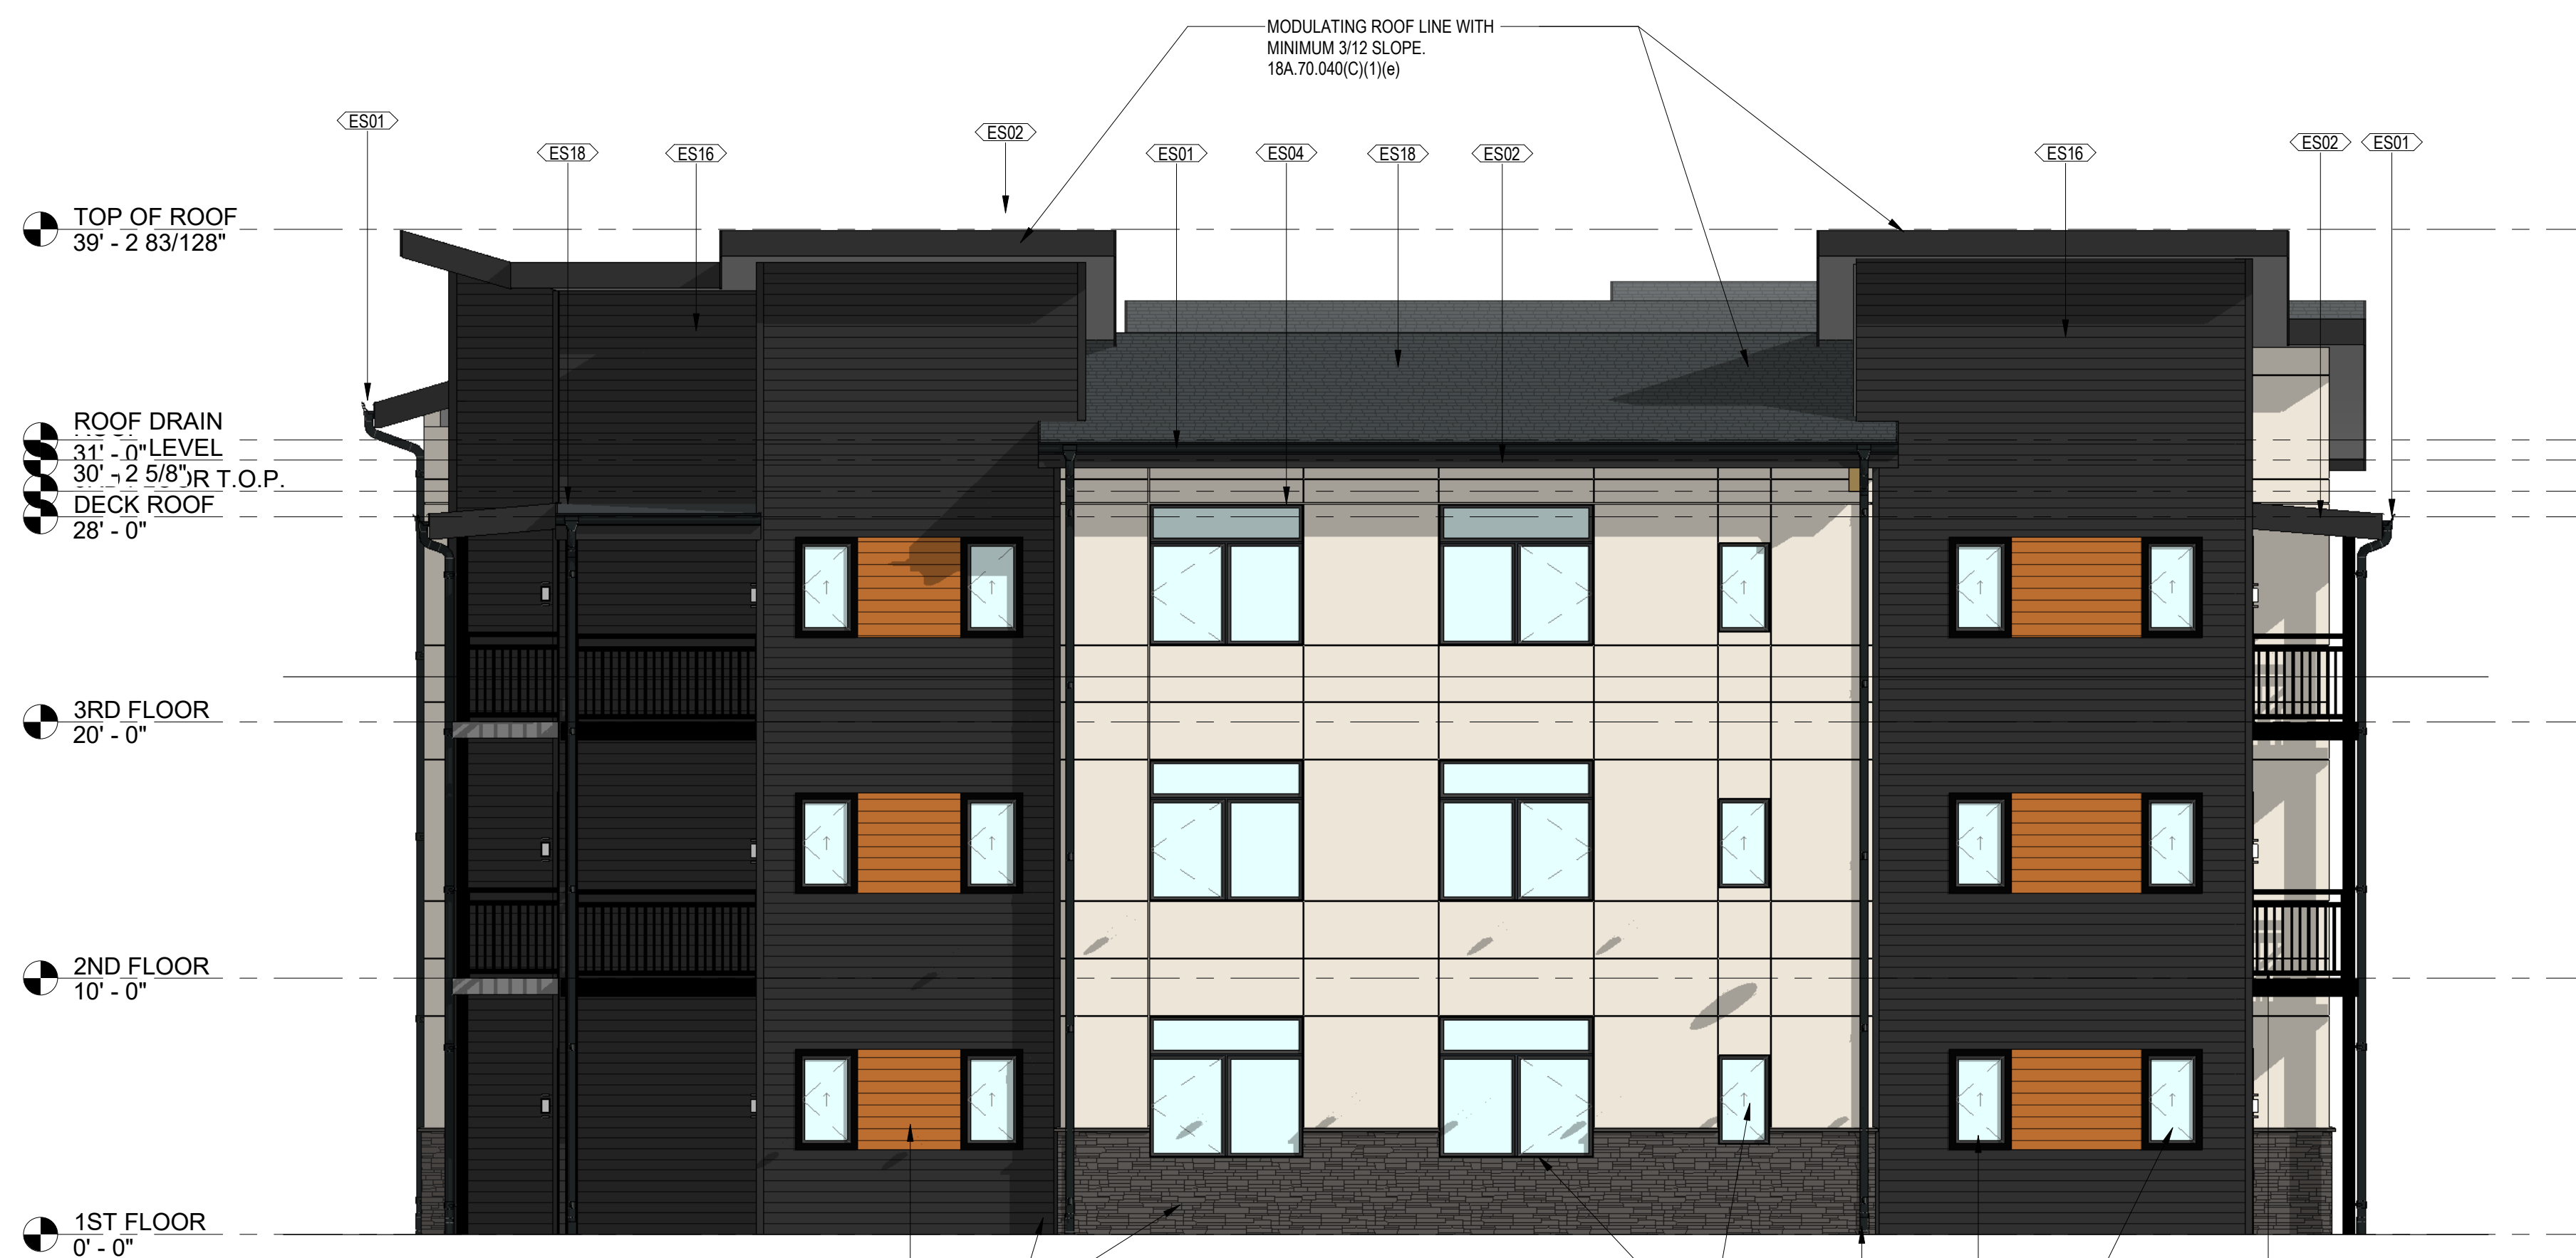 MODULATING ROOF LINE WITH
MINIMUM 3/12 SLOPE.
18A.70.040(C)(1)(e)
ES01
ES18
ES16
ES02
ES01
ES04
ES18
ES02
ES16
ES02
ES01
TOP OF ROOF
39' - 2 83/128"
ROOF DRAIN
31' - 0"
LEVEL
30' - 2 5/8"
T.O.P.
DECK ROOF
28' - 0"
3RD FLOOR
20' - 0"
2ND FLOOR
10' - 0"
1ST FLOOR
0' - 0"